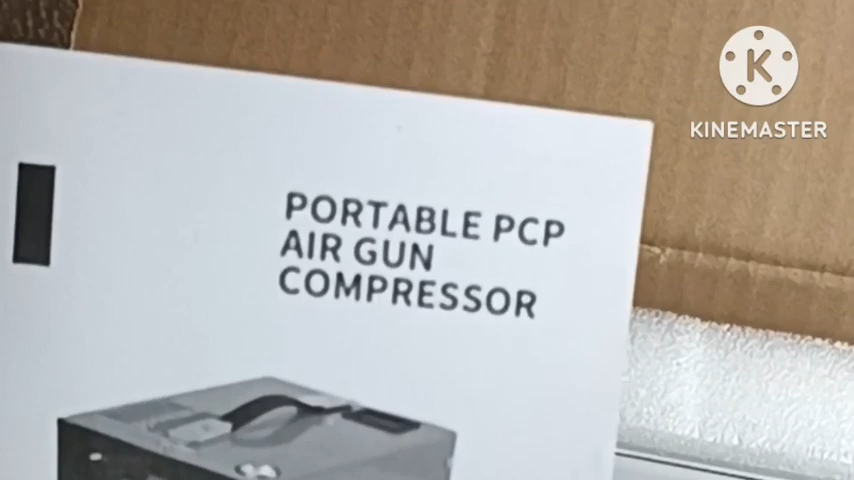 K
KINEMASTER
PORTABLE PCP
AIR GUN
COMPRESSOR